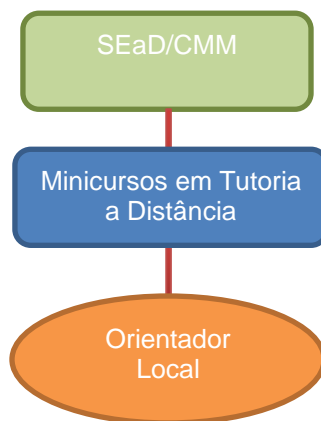 SEaD/CMM
Minicursos em Tutoria
a Distância
Orientador
Local